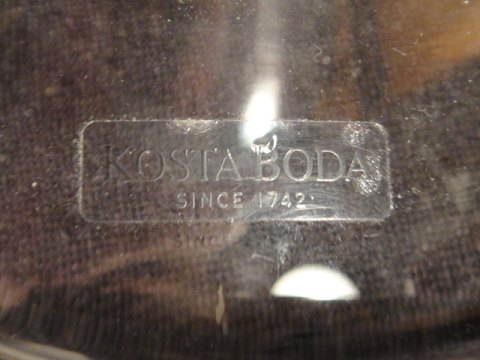 KOSTA BODA
SINCE 1742